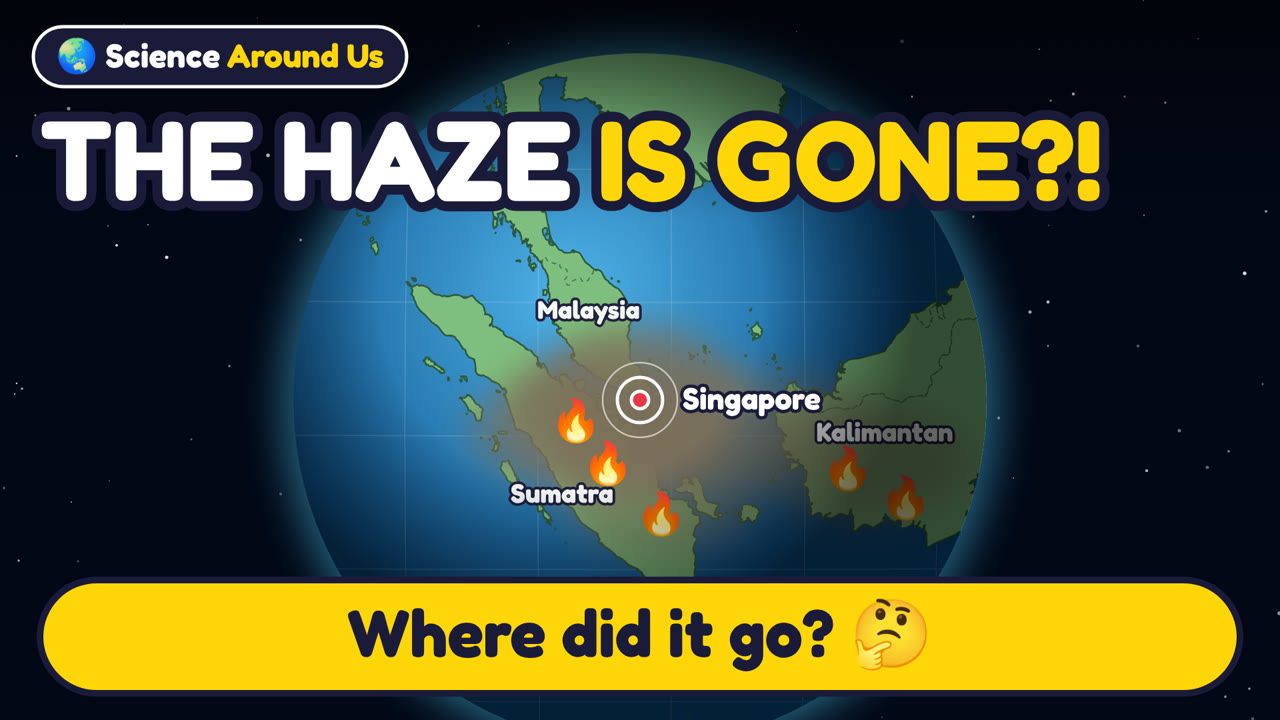 Science Around Us
THE HAZE IS GONE?!
Malaysia
Singapore
Kalimantan
Sumatra
Where did it go?